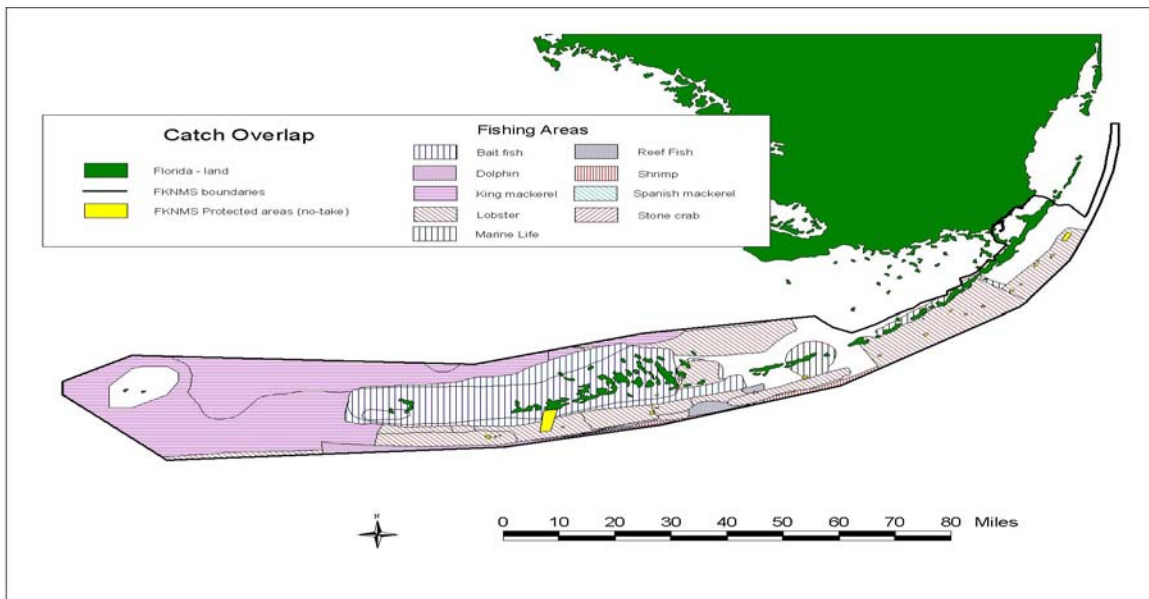 Catch Overlap
Florida - land
FKNMS boundaries
FKNMS Protected areas (no-take)
Fishing Areas
Bait fish
Dolphin
King mackerel
Lobster
Marine Life
Reef Fish
Shrimp
Spanish mackerel
Stone crab
N
0 10 20 30 40 50 60 70 80 Miles